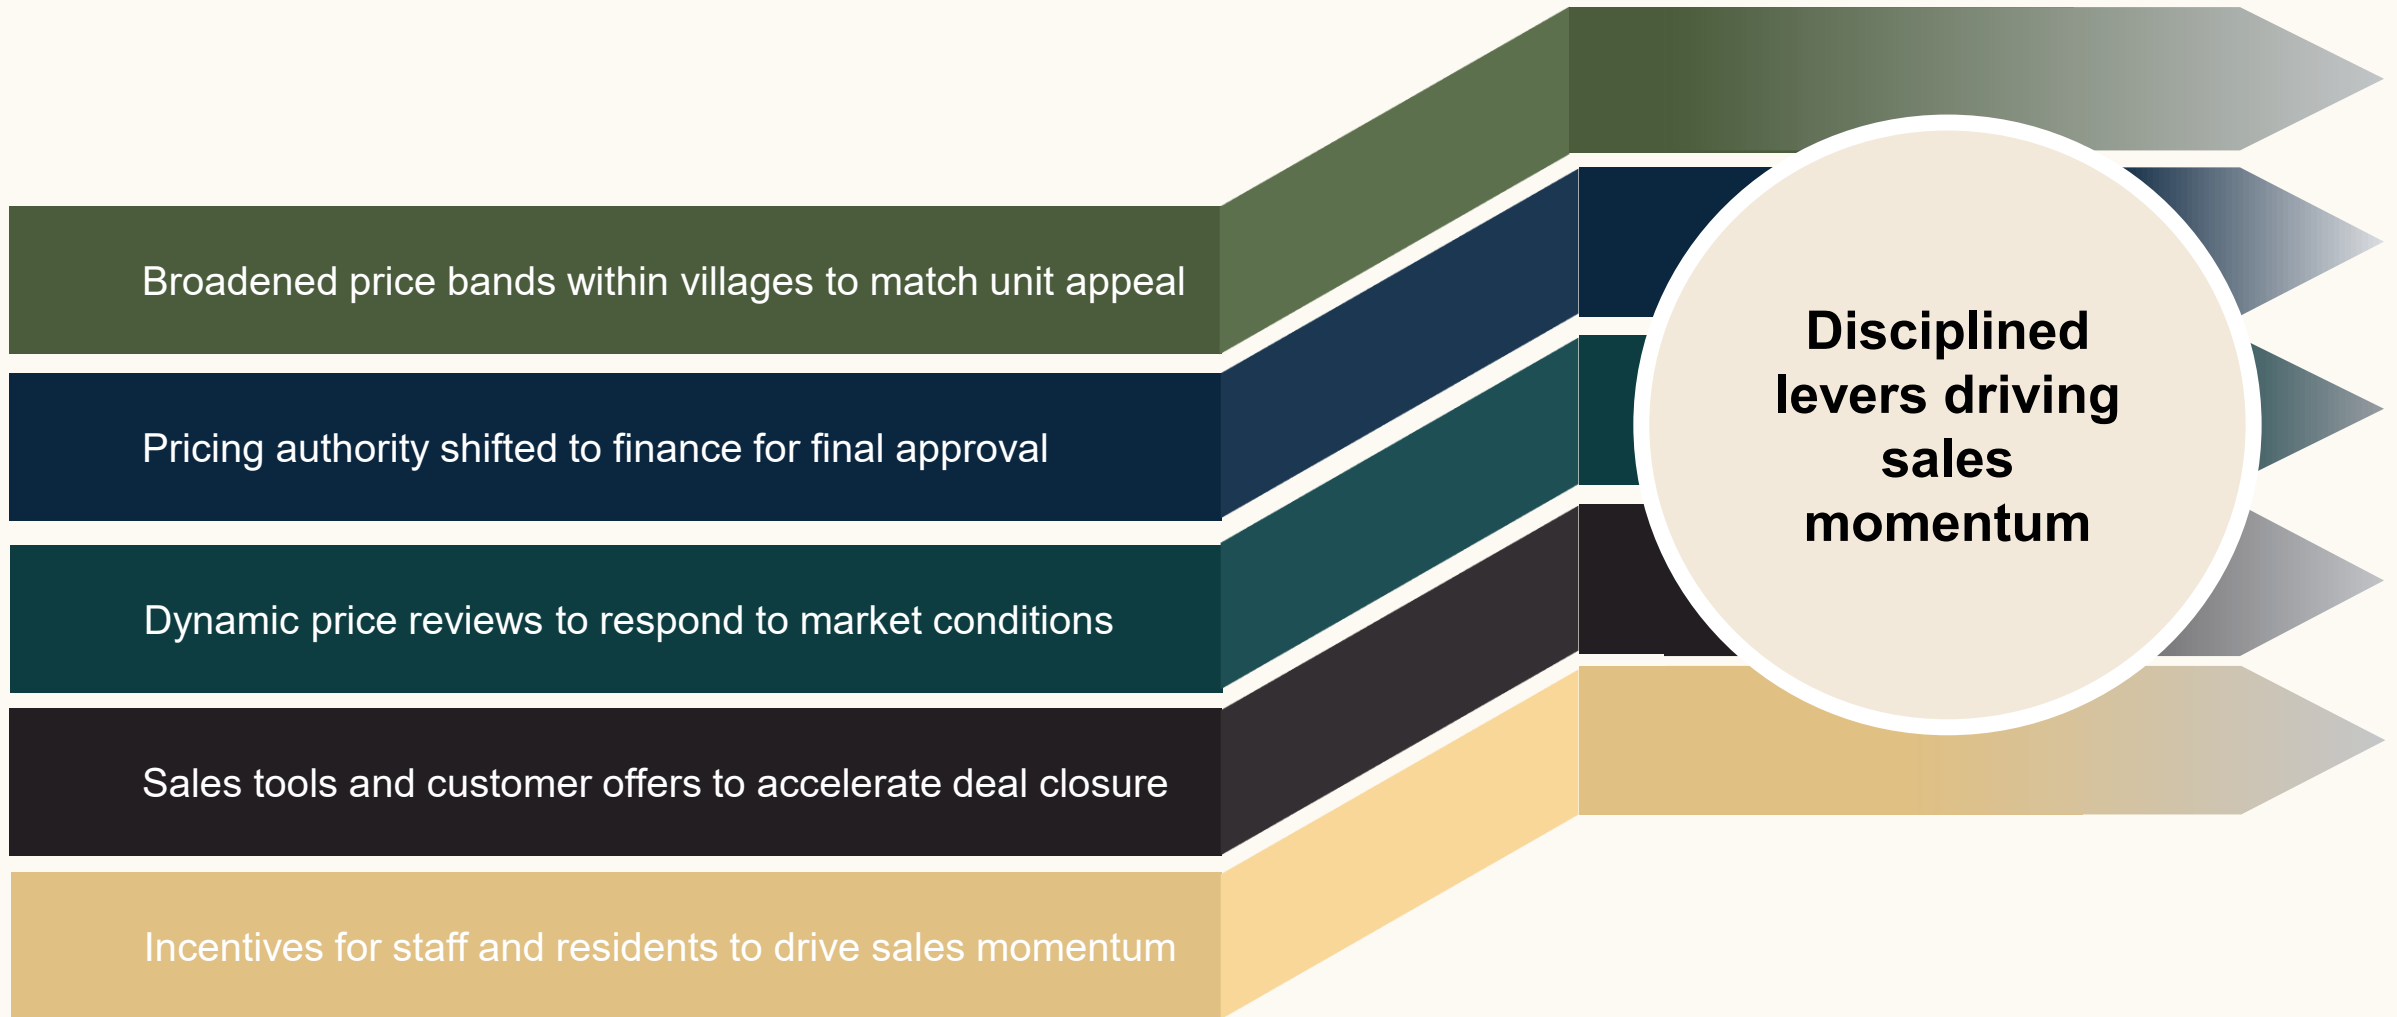 Broadened price bands within villages to match unit appeal
Pricing authority shifted to finance for final approval
Dynamic price reviews to respond to market conditions
Sales tools and customer offers to accelerate deal closure
Incentives for staff and residents to drive sales momentum
Disciplined
levers driving
sales
momentum